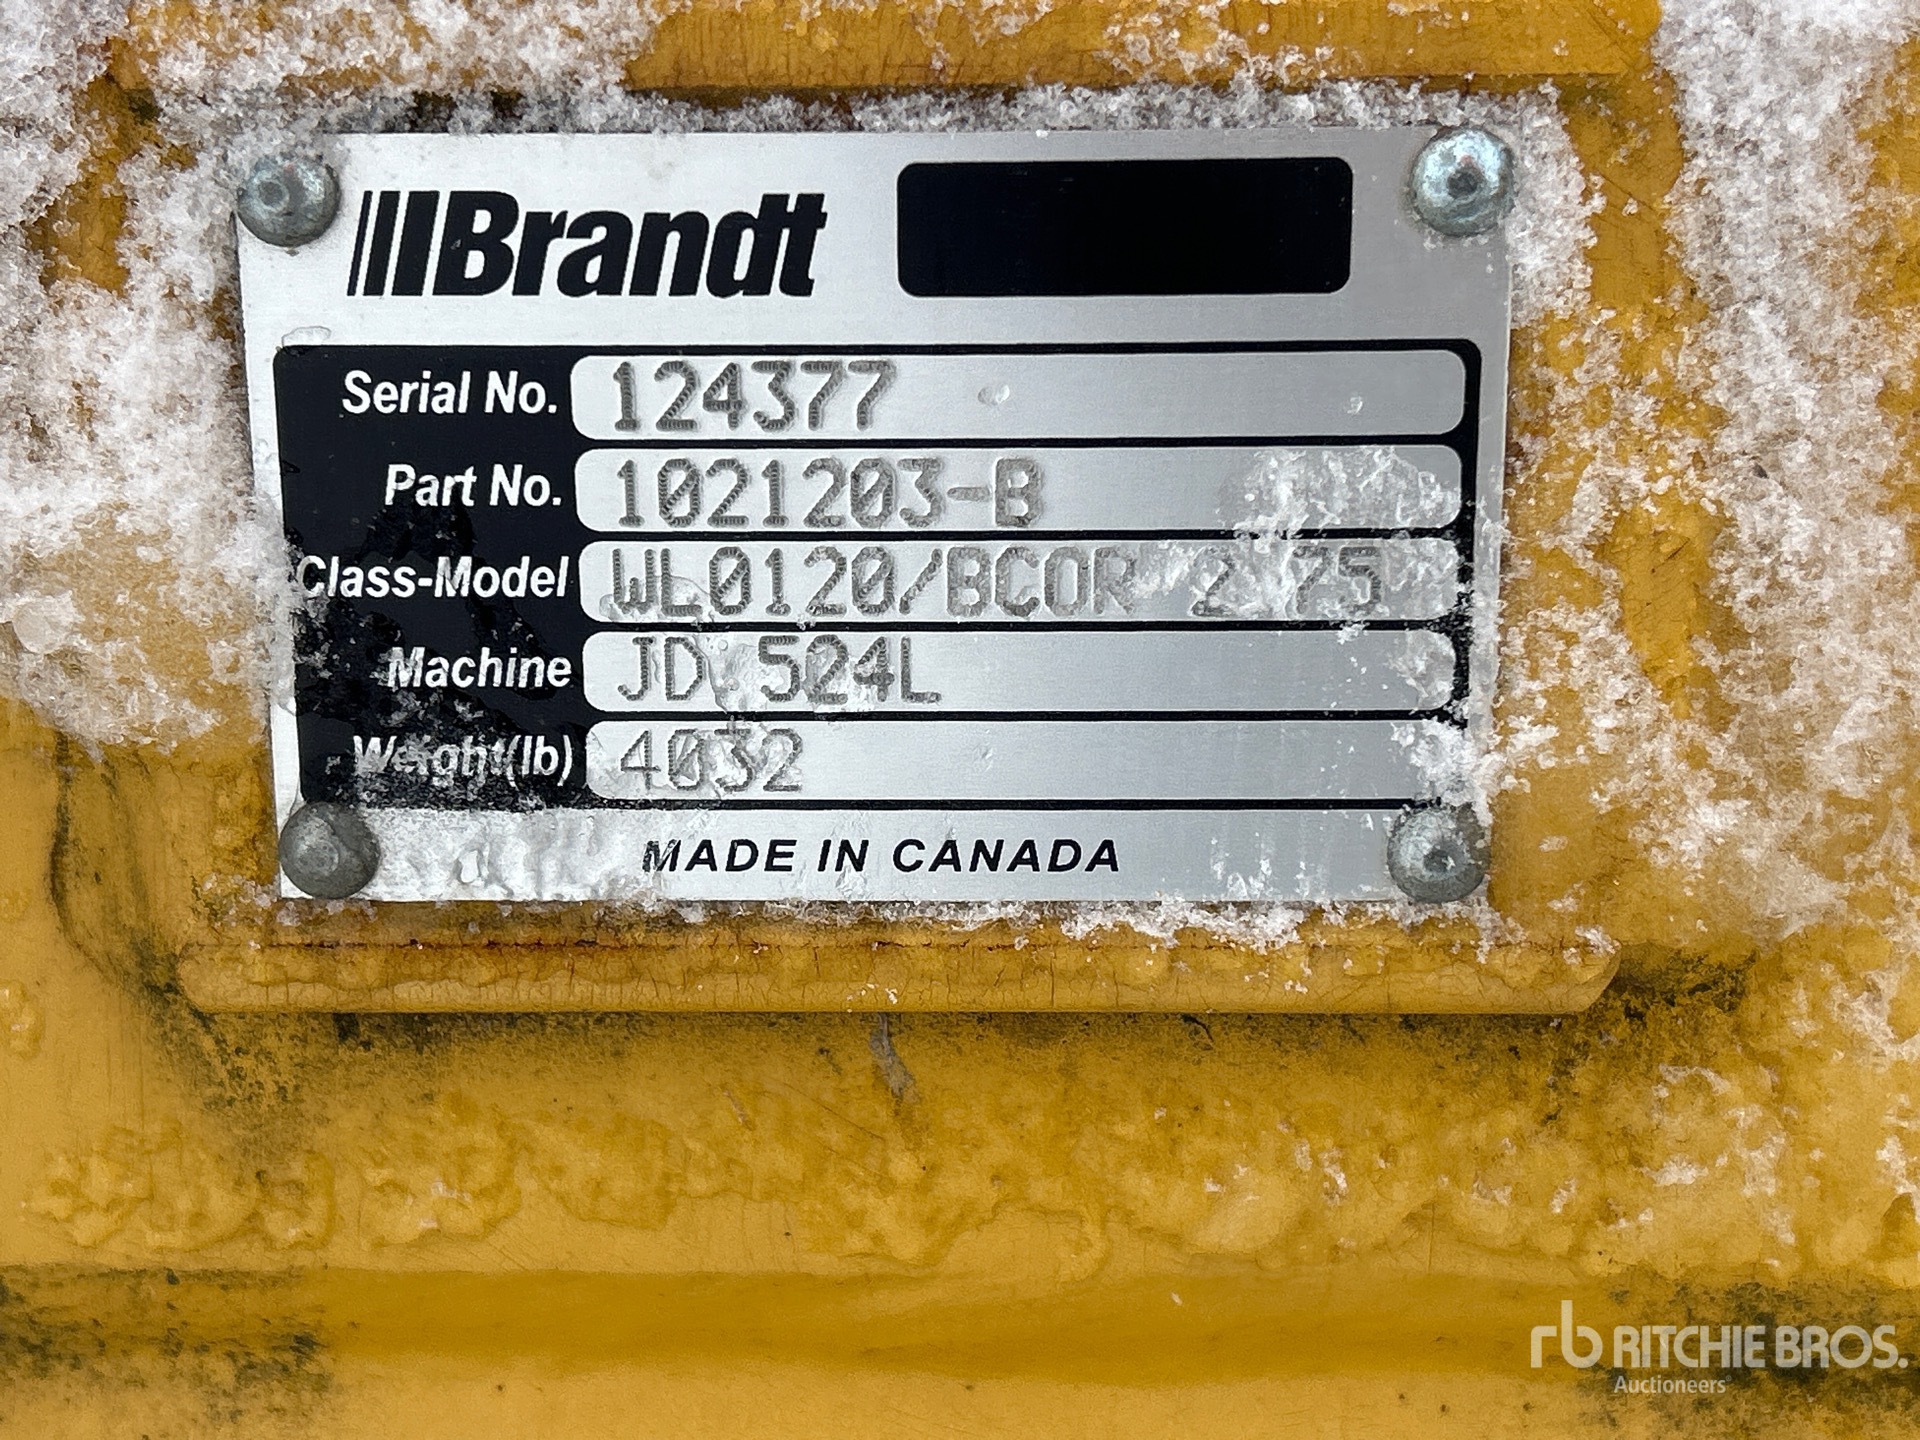 Brandt
Serial No. 124377
Part No. 1021203-B
Class-Model WL0120/BCOR 2.75
Machine JD 524L
Weight(lb) 4032
MADE IN CANADA
rb RITCHIE BROS.
Auctioneers